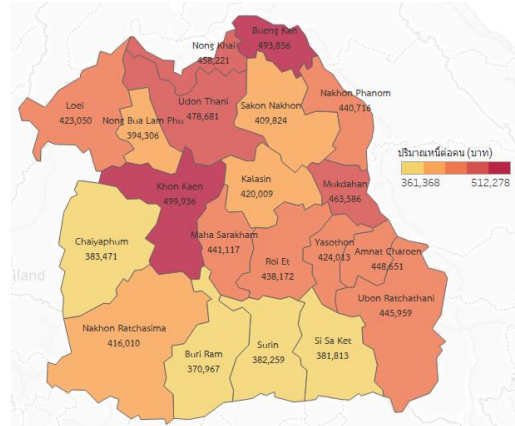 Bueng Kan
493,856
Nong Khai
458,221
Loei
423,050
Udon Thani
478,681
Nong Bua Lam Phu
394,306
Sakon Nakhon
409,824
Nakhon Phanom
440,716
ปริมาณหนี้ต่อคน (บาท)
361,368
512,278
Khon Kaen
499,936
Kalasin
420,009
Mukdahan
463,586
Chaiyaphum
383,471
Maha Sarakham
441,117
Roi Et
438,172
Yasothon
424,013
Amnat Charoen
448,651
Ubon Ratchathani
445,959
Nakhon Ratchasima
416,010
Buri Ram
370,967
Surin
382,259
Si Sa Ket
381,813